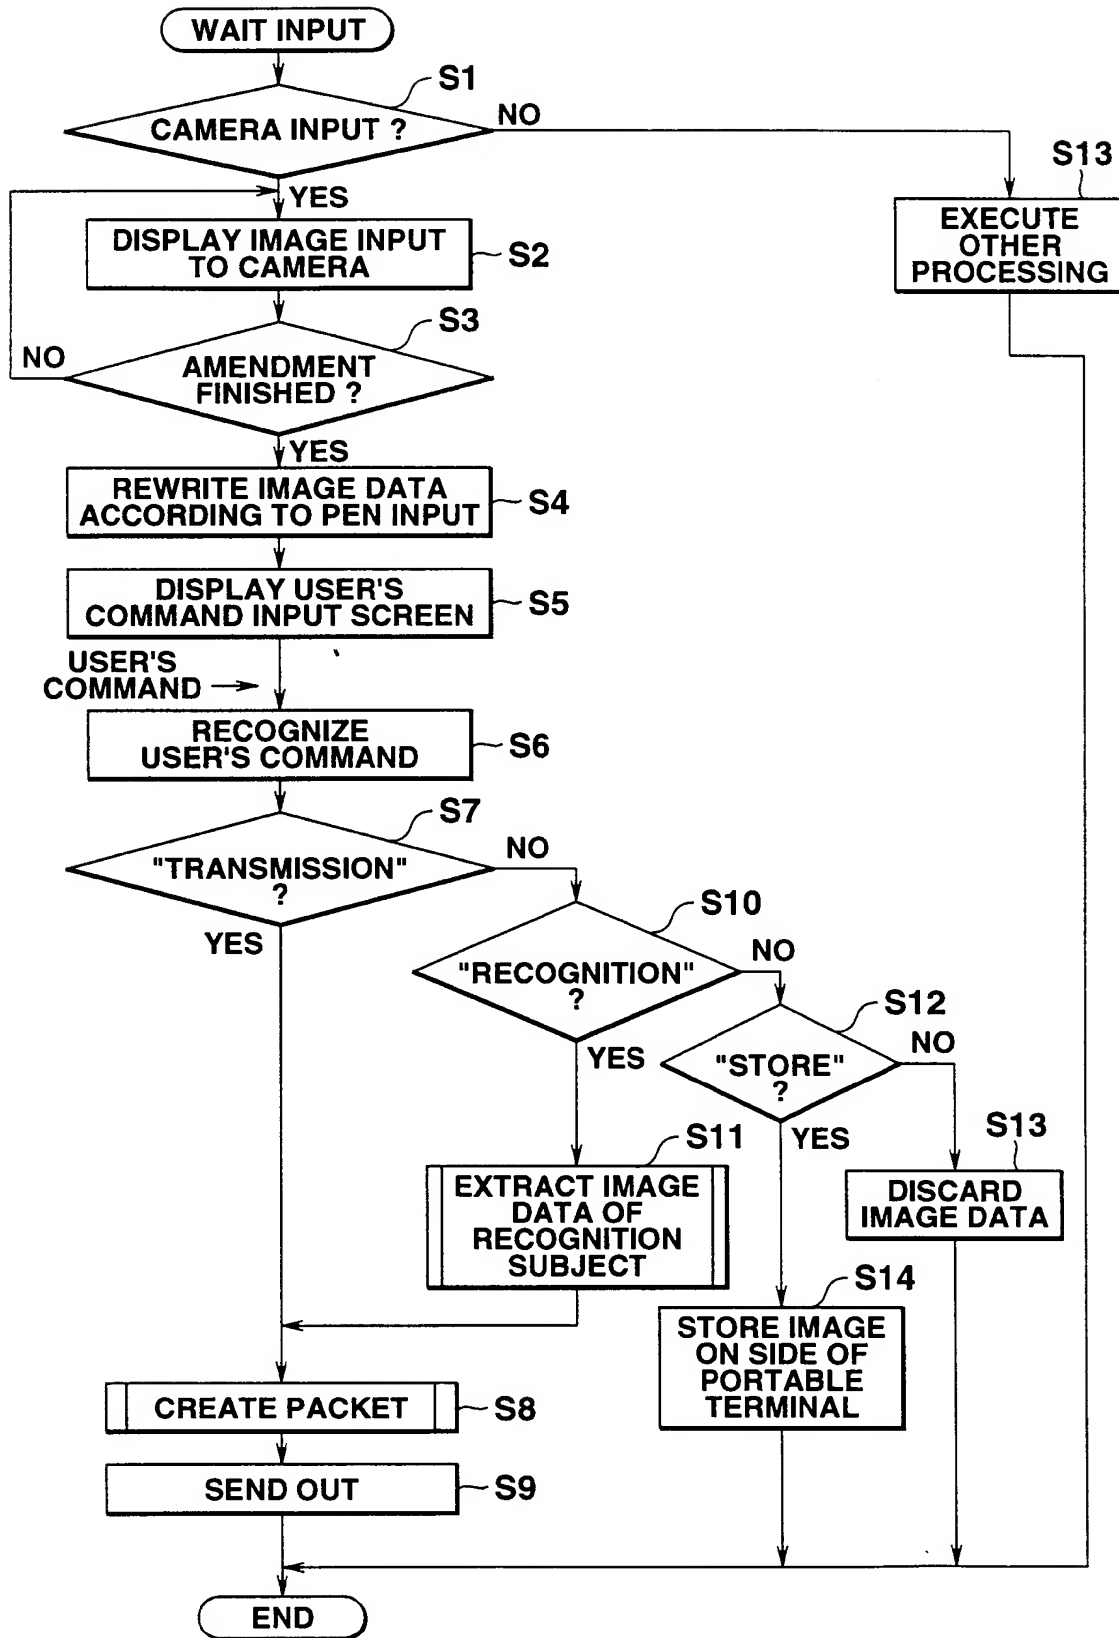 WAIT INPUT
S1
CAMERA INPUT ?
NO
YES
S13
EXECUTE
OTHER
PROCESSING
DISPLAY IMAGE INPUT
TO CAMERA
S2
S3
NO
AMENDMENT
FINISHED ?
YES
REWRITE IMAGE DATA
ACCORDING TO PEN INPUT
S4
DISPLAY USER'S
COMMAND INPUT SCREEN
S5
USER'S
COMMAND
RECOGNIZE
USER'S COMMAND
S6
S7
"TRANSMISSION"
?
NO
YES
S10
"RECOGNITION"
?
NO
YES
S12
"STORE"
?
NO
YES
S11
EXTRACT IMAGE
DATA OF
RECOGNITION
SUBJECT
S13
DISCARD
IMAGE DATA
S14
STORE IMAGE
ON SIDE OF
PORTABLE
TERMINAL
CREATE PACKET
S8
SEND OUT
S9
END